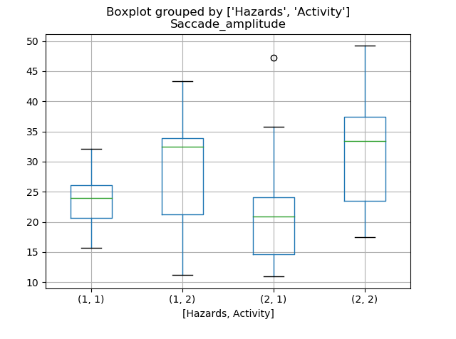 Boxplot grouped by ['Hazards', 'Activity']
Saccade_amplitude
50
45
40
35
30
25
20
15
10
(1, 1) (1, 2) (2, 1) (2, 2)
[Hazards, Activity]